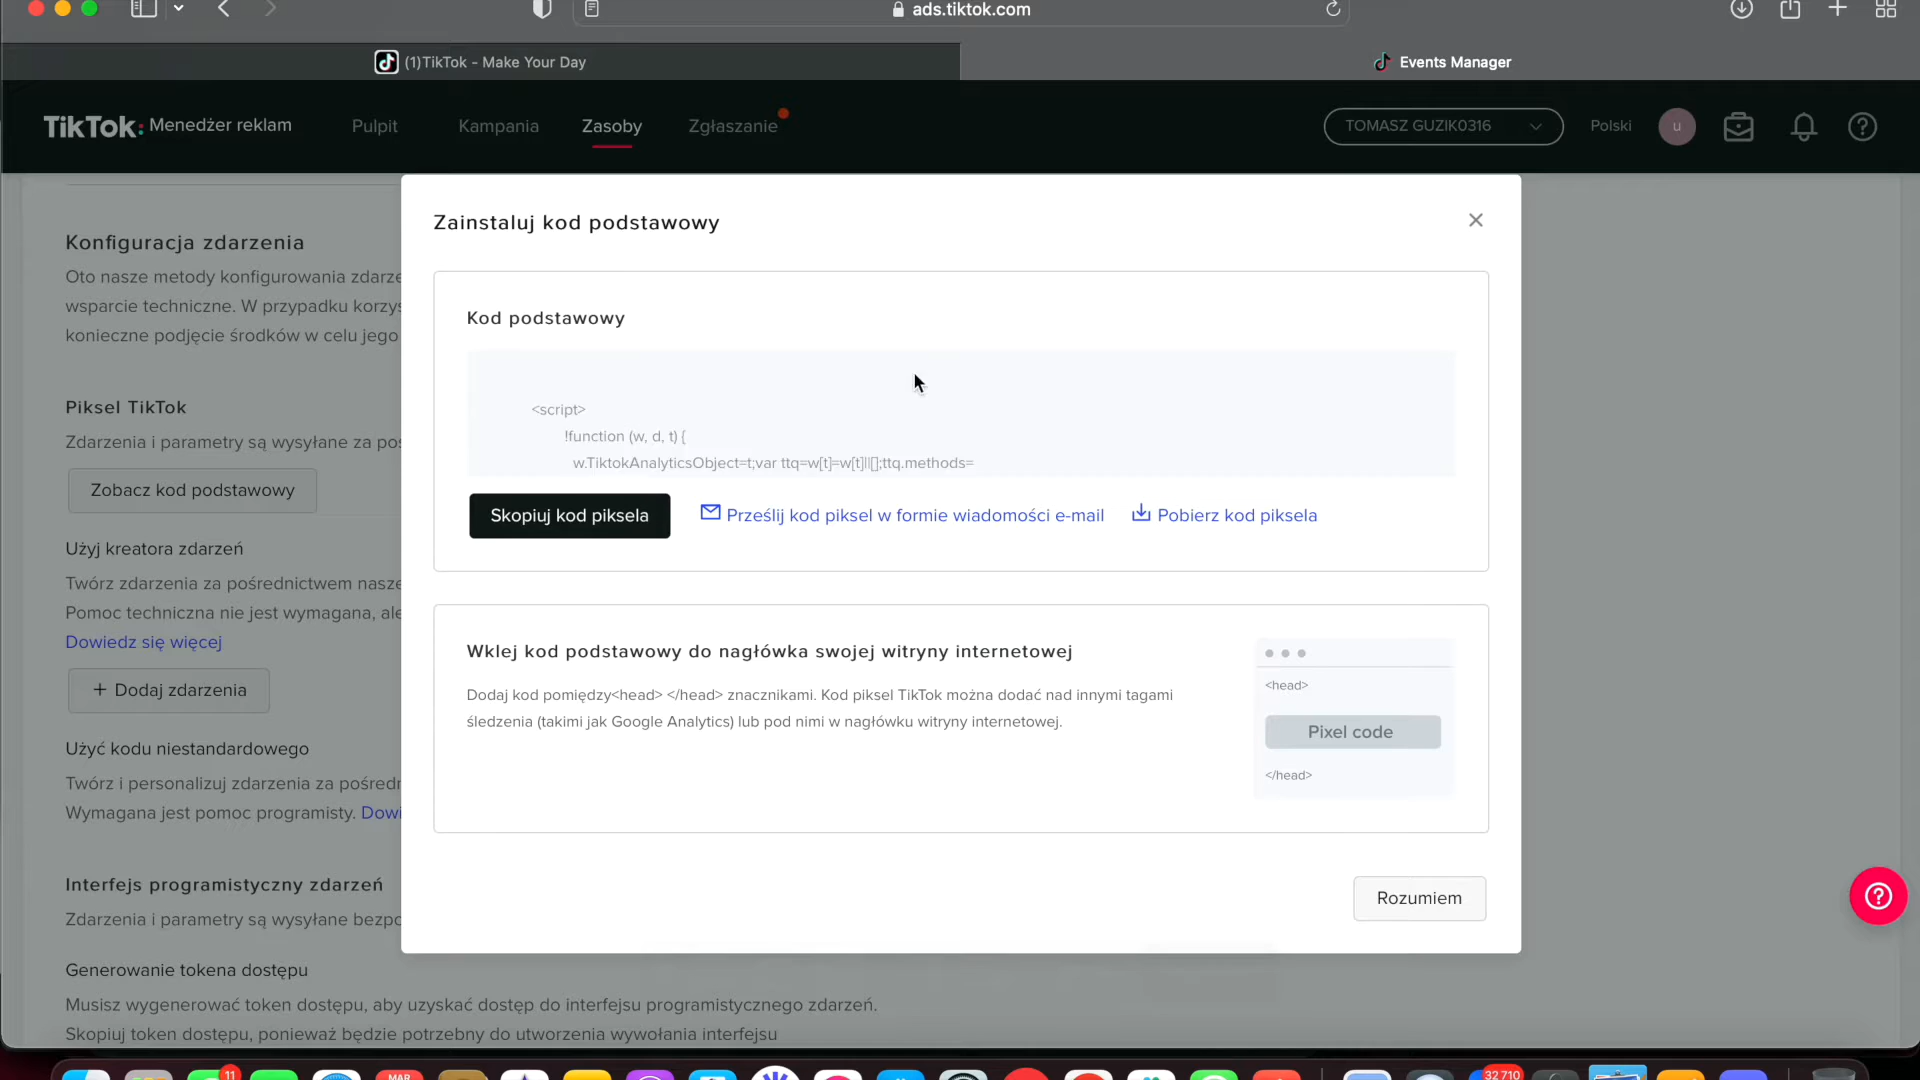 ads.tiktok.com
(1)TikTok - Make Your Day
Events Manager
TikTok: Menedżer reklam
Pulpit
Kampania
Zasoby
Zgłaszanie
TOMASZ GUZIK0316
Polski
u
Zainstaluj kod podstawowy
Konfiguracja zdarzenia
Oto nasze metody konfigurowania
wsparcie techniczne. W przypadku
konieczne podjęcie środków w celu jego
Piksel TikTok
Zdarzenia i parametry są wysyłane za
Zobacz kod podstawowy
Użyj kreatora zdarzeń
Twórz zdarzenia za pośrednictwem
Pomoc techniczna nie jest wymagana,
Dowiedz się więcej
+ Dodaj zdarzenia
Użyć kodu niestandardowego
Twórz i personalizuj zdarzenia za
Wymagana jest pomoc programisty.
Interfejs programistyczny zdarzeń
Zdarzenia i parametry są wysyłane
Generowanie tokena dostępu
Musisz wygenerować token dostępu, aby uzyskać dostęp do interfejsu programistycznego zdarzeń.
Skopiuj token dostępu, ponieważ będzie potrzebny do utworzenia wywołania interfejsu
Kod podstawowy
<script>
!function (w, d, t) {
w.TiktokAnalyticsObject=t;var ttq=w[t]=w[t]||[];ttq.methods=
Skopiuj kod piksela
Prześlij kod piksel w formie wiadomości e-mail
Pobierz kod piksela
Wklej kod podstawowy do nagłówka swojej witryny internetowej
Dodaj kod pomiędzy<head> </head> znacznikami. Kod piksel TikTok można dodać nad innymi tagami
śledzenia (takimi jak Google Analytics) lub pod nimi w nagłówku witryny internetowej.
<head>
Pixel code
</head>
Rozumiem
11
MAR
32 710